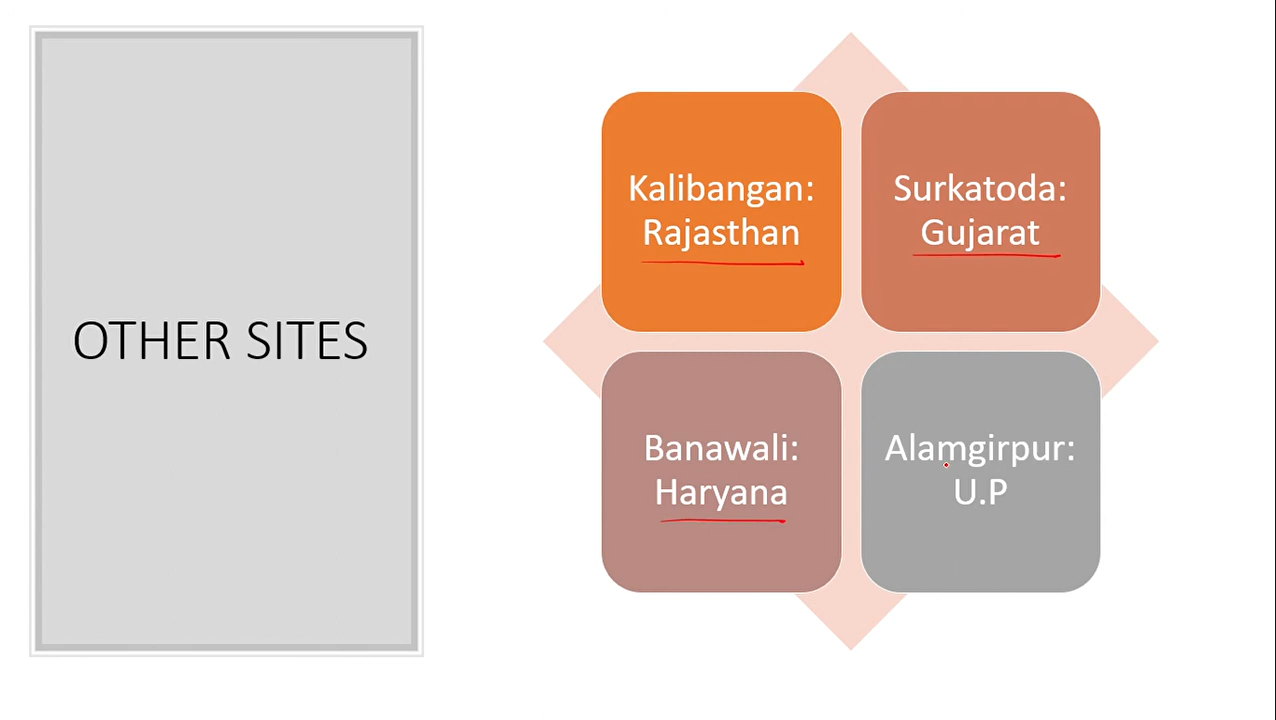 OTHER SITES
Kalibangan:
Rajasthan
Surkatoda:
Gujarat
Banawali:
Haryana
Alamgirpur:
U.P